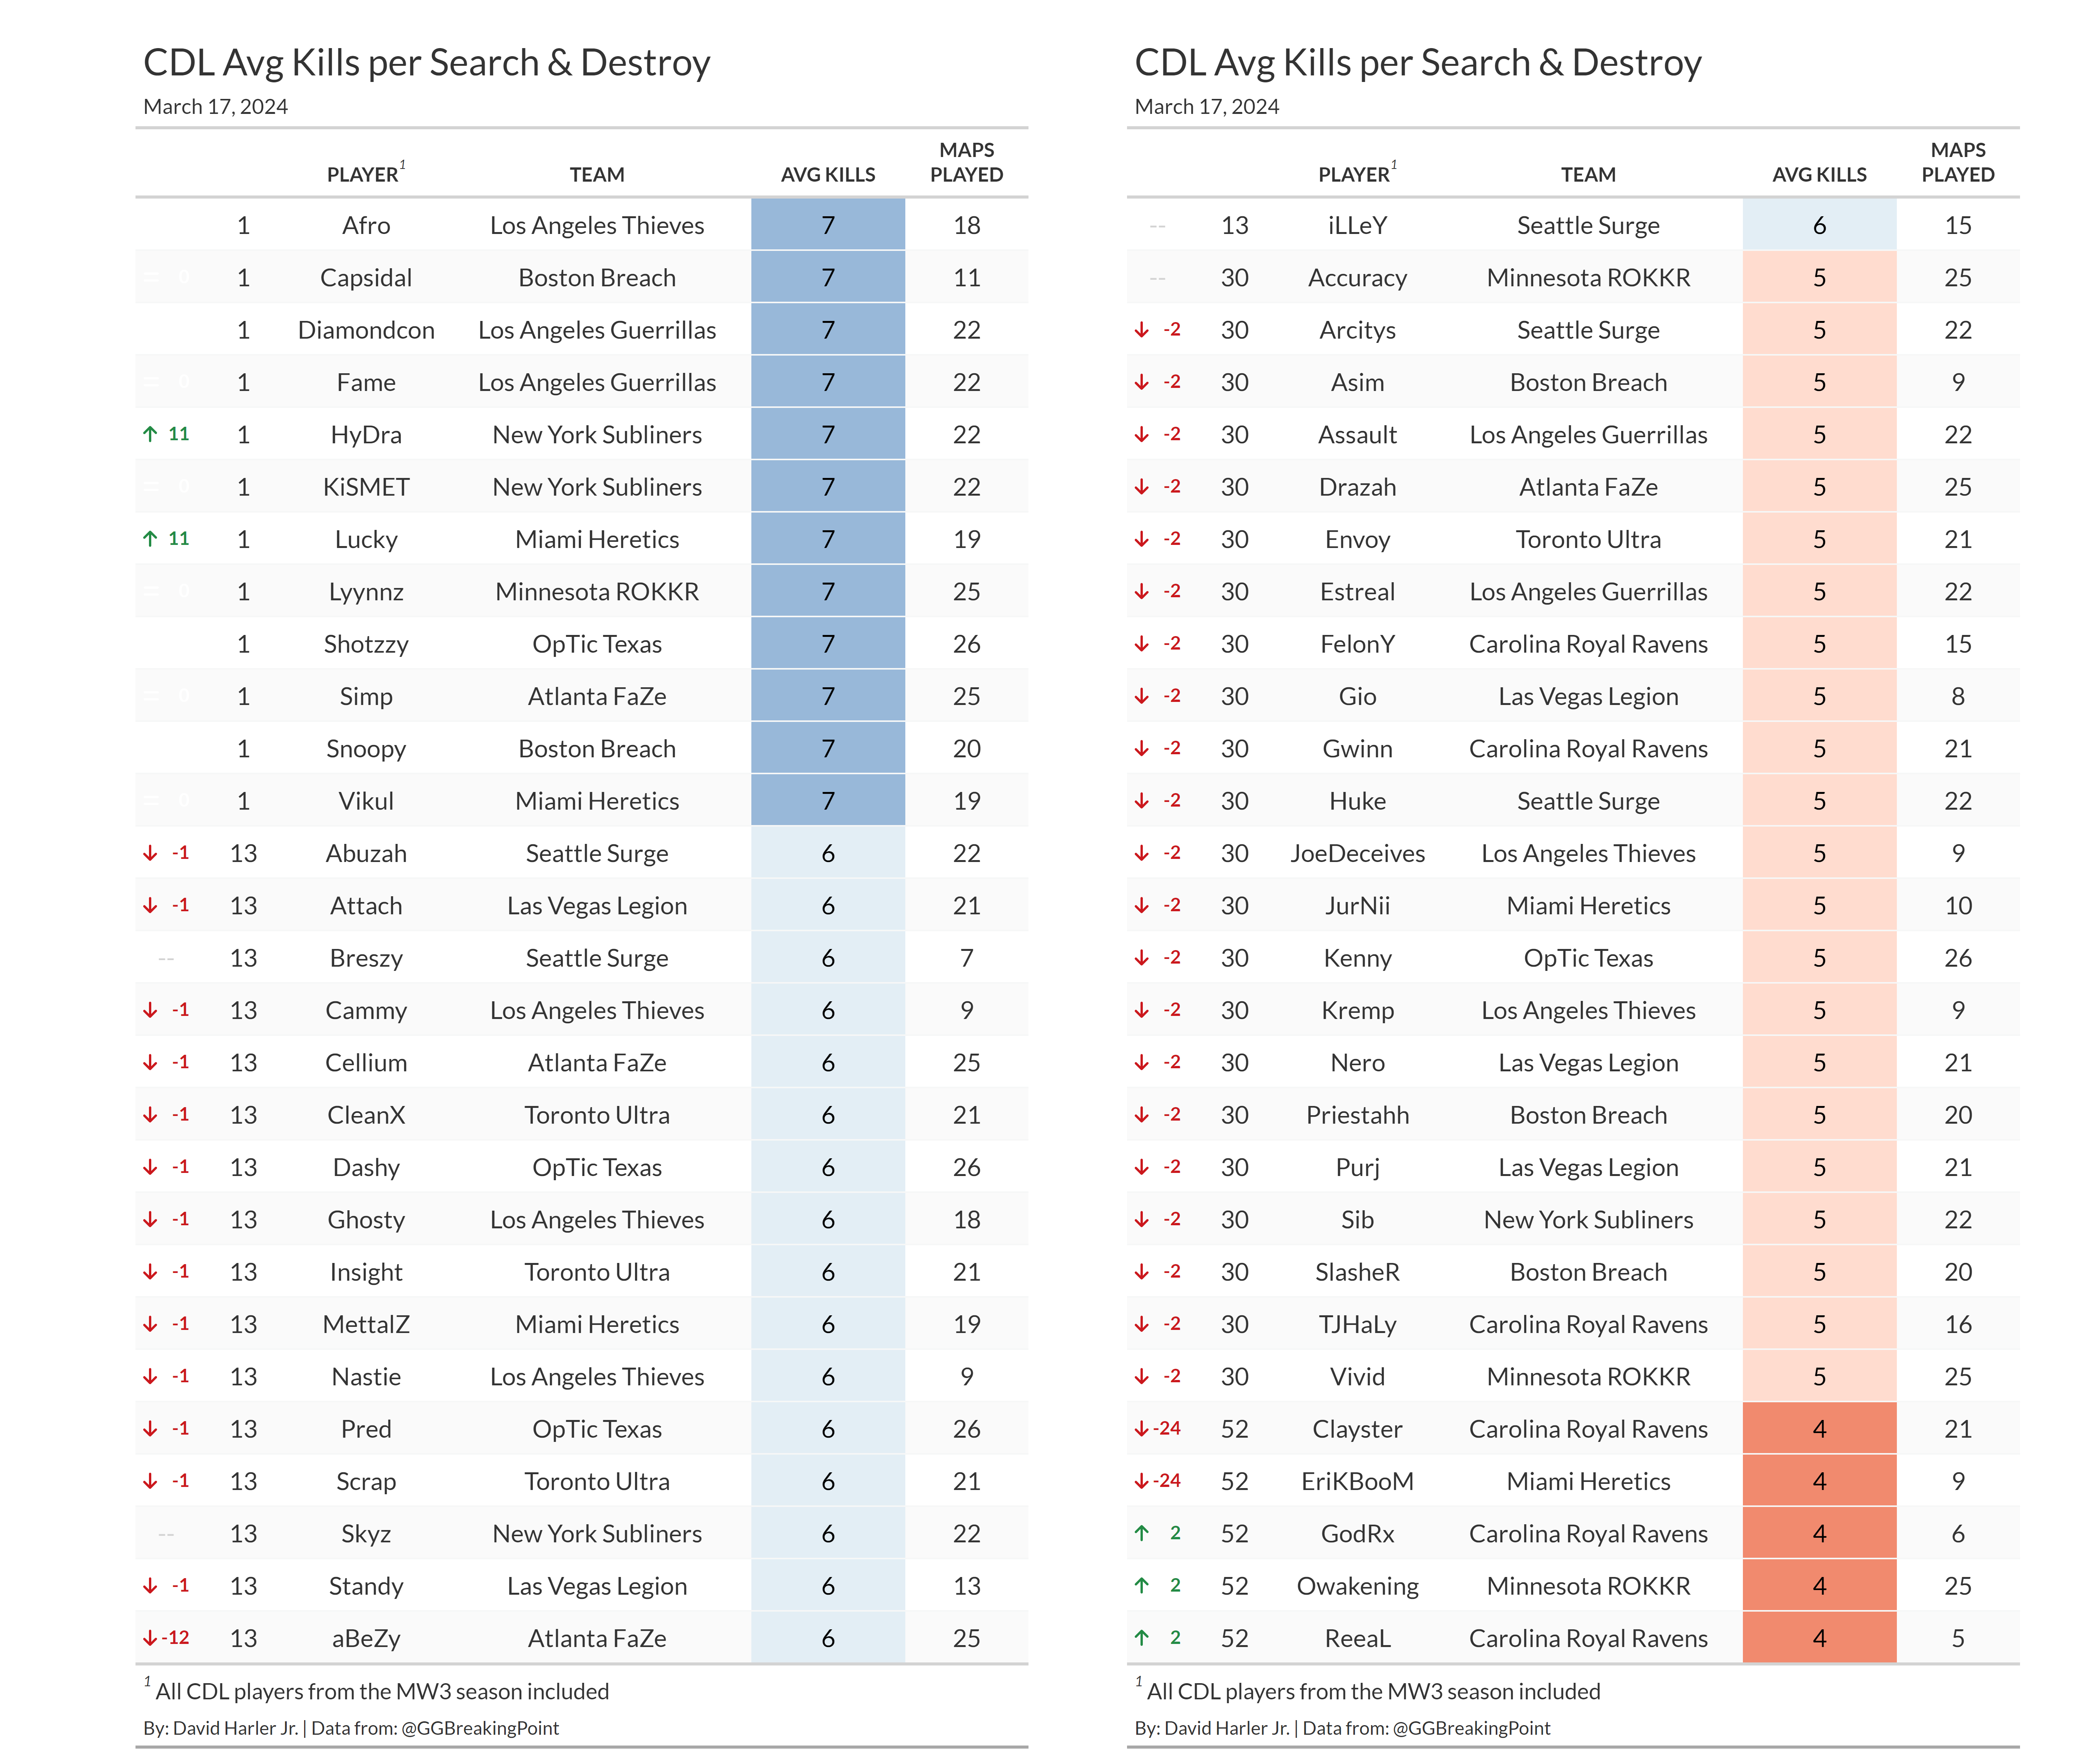 CDL Avg Kills per Search & Destroy
March 17, 2024
PLAYER1 TEAM AVG KILLS MAPS PLAYED
1 Afro Los Angeles Thieves 7 18
= 0 1 Capsidal Boston Breach 7 11
1 Diamondcon Los Angeles Guerrillas 7 22
= 0 1 Fame Los Angeles Guerrillas 7 22
↑ 11 1 HyDra New York Subliners 7 22
= 0 1 KiSMET New York Subliners 7 22
↑ 11 1 Lucky Miami Heretics 7 19
= 0 1 Lyynnz Minnesota ROKKR 7 25
1 Shotzzy OpTic Texas 7 26
= 0 1 Simp Atlanta FaZe 7 25
1 Snoopy Boston Breach 7 20
= 0 1 Vikul Miami Heretics 7 19
↓ -1 13 Abuzah Seattle Surge 6 22
↓ -1 13 Attach Las Vegas Legion 6 21
-- 13 Breszy Seattle Surge 6 7
↓ -1 13 Cammy Los Angeles Thieves 6 9
↓ -1 13 Cellium Atlanta FaZe 6 25
↓ -1 13 CleanX Toronto Ultra 6 21
↓ -1 13 Dashy OpTic Texas 6 26
↓ -1 13 Ghosty Los Angeles Thieves 6 18
↓ -1 13 Insight Toronto Ultra 6 21
↓ -1 13 MettalZ Miami Heretics 6 19
↓ -1 13 Nastie Los Angeles Thieves 6 9
↓ -1 13 Pred OpTic Texas 6 26
↓ -1 13 Scrap Toronto Ultra 6 21
-- 13 Skyz New York Subliners 6 22
↓ -1 13 Standy Las Vegas Legion 6 13
↓ -12 13 aBeZy Atlanta FaZe 6 25
1 All CDL players from the MW3 season included
By: David Harler Jr. | Data from: @GGBreakingPoint
CDL Avg Kills per Search & Destroy
March 17, 2024
PLAYER1 TEAM AVG KILLS MAPS PLAYED
-- 13 iLLeY Seattle Surge 6 15
-- 30 Accuracy Minnesota ROKKR 5 25
↓ -2 30 Arcitys Seattle Surge 5 22
↓ -2 30 Asim Boston Breach 5 9
↓ -2 30 Assault Los Angeles Guerrillas 5 22
↓ -2 30 Drazah Atlanta FaZe 5 25
↓ -2 30 Envoy Toronto Ultra 5 21
↓ -2 30 Estreal Los Angeles Guerrillas 5 22
↓ -2 30 FelonY Carolina Royal Ravens 5 15
↓ -2 30 Gio Las Vegas Legion 5 8
↓ -2 30 Gwinn Carolina Royal Ravens 5 21
↓ -2 30 Huke Seattle Surge 5 22
↓ -2 30 JoeDeceives Los Angeles Thieves 5 9
↓ -2 30 JurNii Miami Heretics 5 10
↓ -2 30 Kenny OpTic Texas 5 26
↓ -2 30 Kremp Los Angeles Thieves 5 9
↓ -2 30 Nero Las Vegas Legion 5 21
↓ -2 30 Priestahh Boston Breach 5 20
↓ -2 30 Purj Las Vegas Legion 5 21
↓ -2 30 Sib New York Subliners 5 22
↓ -2 30 SlasheR Boston Breach 5 20
↓ -2 30 TJHaLy Carolina Royal Ravens 5 16
↓ -2 30 Vivid Minnesota ROKKR 5 25
↓ -24 52 Clayster Carolina Royal Ravens 4 21
↓ -24 52 EriKBooM Miami Heretics 4 9
↑ 2 52 GodRx Carolina Royal Ravens 4 6
↑ 2 52 Owakening Minnesota ROKKR 4 25
↑ 2 52 ReeaL Carolina Royal Ravens 4 5
1 All CDL players from the MW3 season included
By: David Harler Jr. | Data from: @GGBreakingPoint